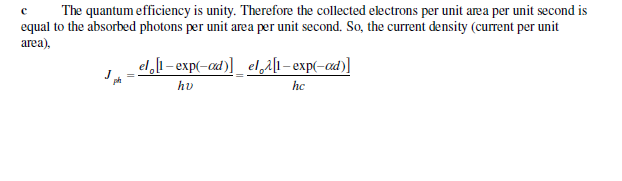 c The quantum efficiency is unity. Therefore the collected electrons per unit area per unit second is
equal to the absorbed photons per unit area per unit second. So, the current density (current per unit
area),
J_ph = eI_o[1 − exp(−αd)] / hυ = eI_oλ[1 − exp(−αd)] / hc